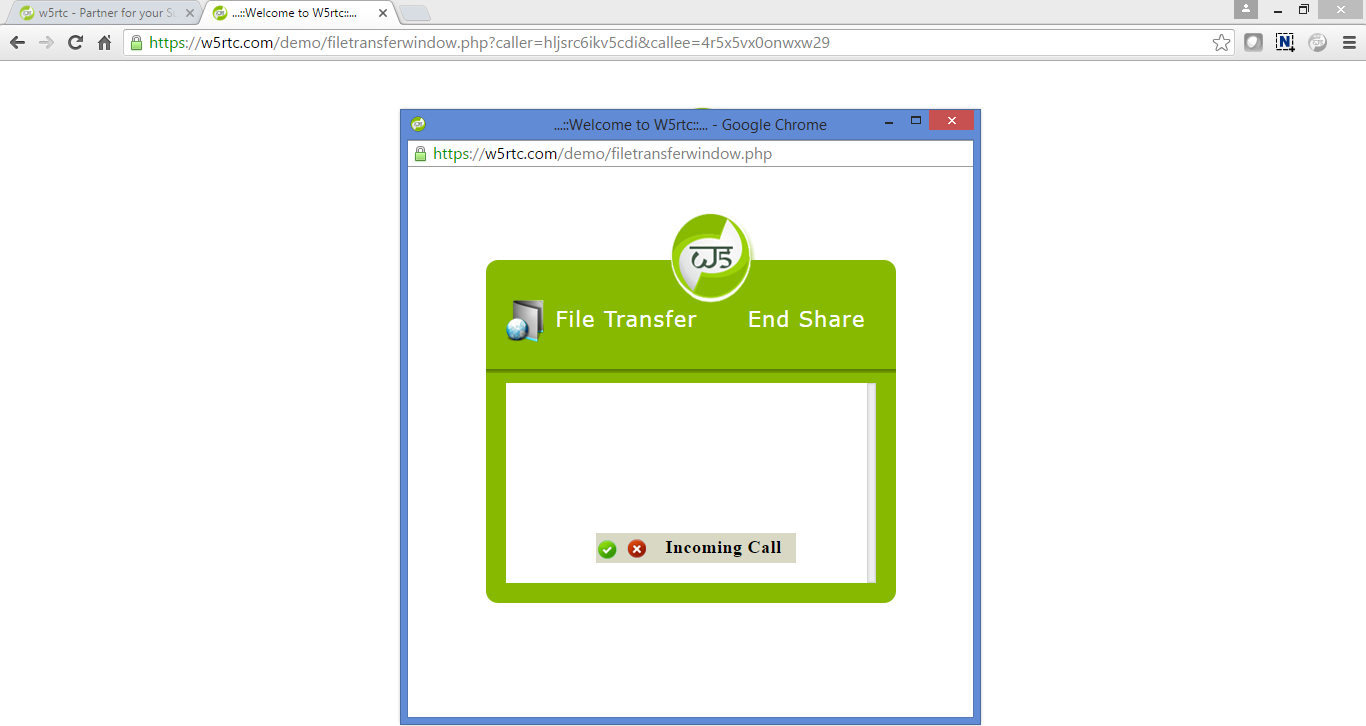 w5rtc - Partner for your S
...::Welcome to W5rtc::...
https://w5rtc.com/demo/filetransferwindow.php?caller=hljsrc6ikv5cdi&callee=4r5x5vx0onwxw29
N
...::Welcome to W5rtc::... - Google Chrome
https://w5rtc.com/demo/filetransferwindow.php
File Transfer
End Share
Incoming Call